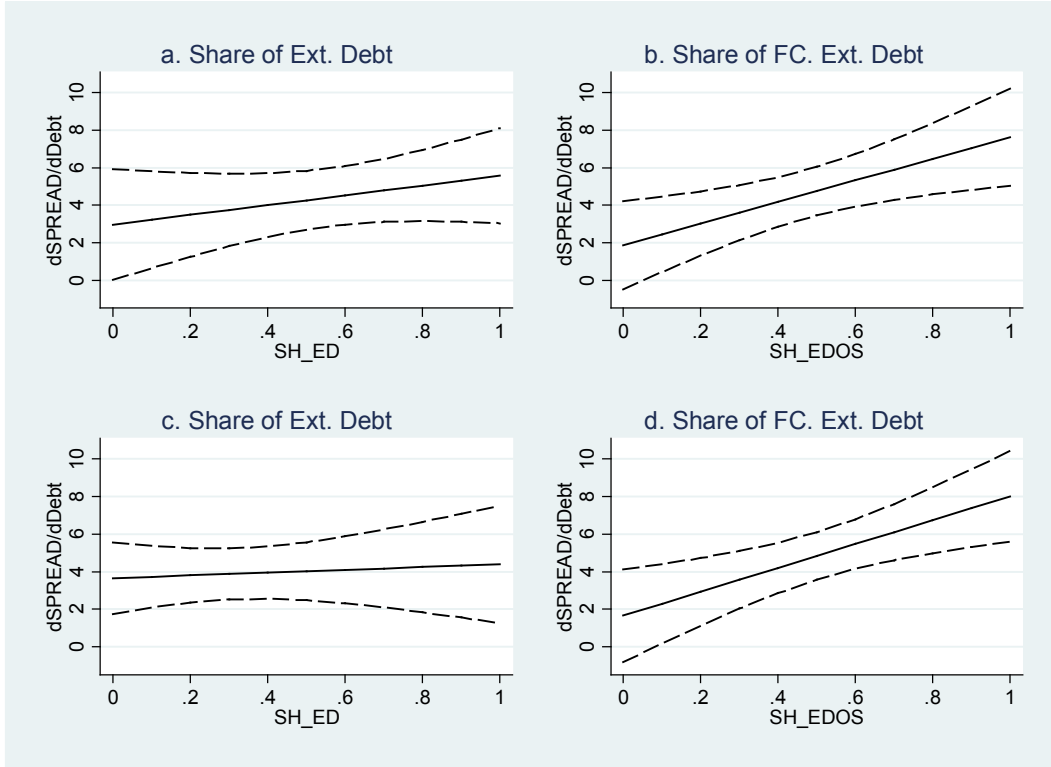 a. Share of Ext. Debt
dSPREAD/dDebt
10
8
6
4
2
0
0 .2 .4 .6 .8 1
SH_ED
b. Share of FC. Ext. Debt
dSPREAD/dDebt
10
8
6
4
2
0
0 .2 .4 .6 .8 1
SH_EDOS
c. Share of Ext. Debt
dSPREAD/dDebt
10
8
6
4
2
0
0 .2 .4 .6 .8 1
SH_ED
d. Share of FC. Ext. Debt
dSPREAD/dDebt
10
8
6
4
2
0
0 .2 .4 .6 .8 1
SH_EDOS